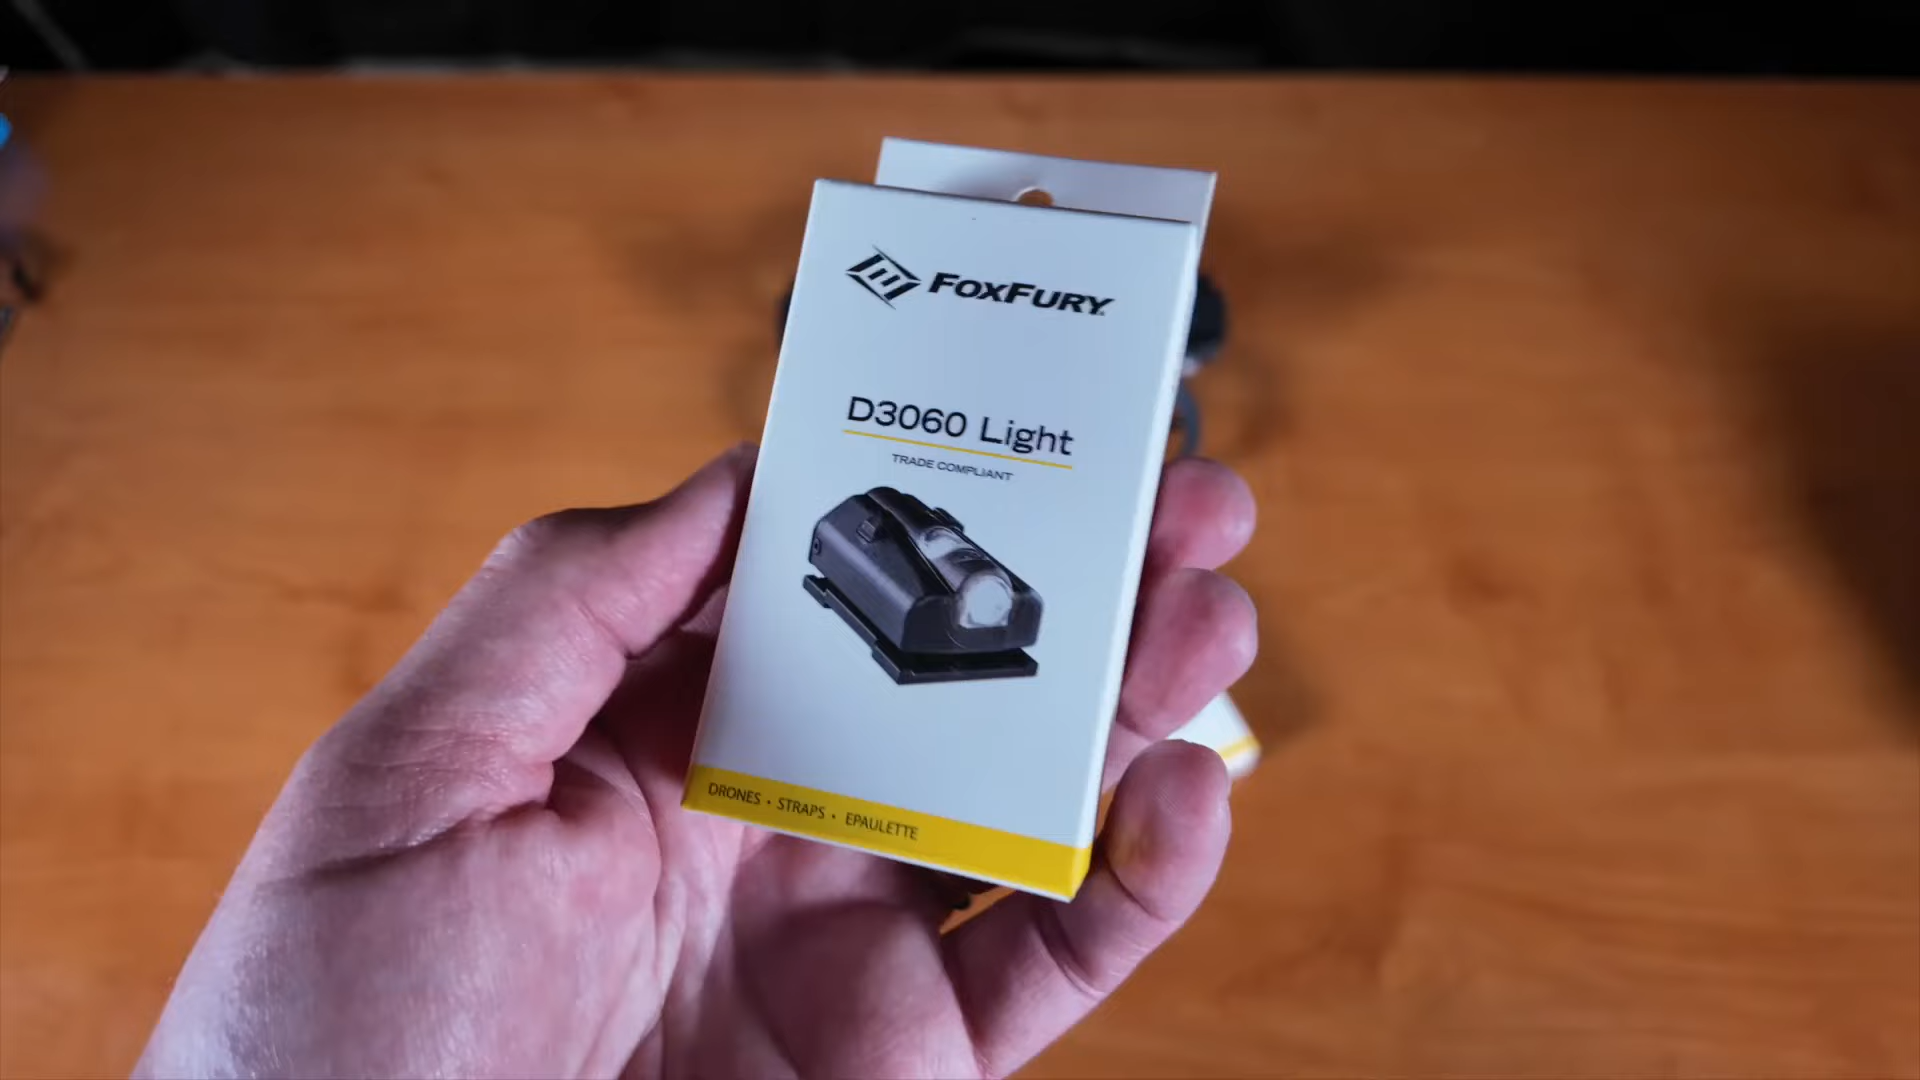 FOXFURY
D3060 Light
TRADE COMPLIANT
DRONES • STRAPS • EPAULETTE